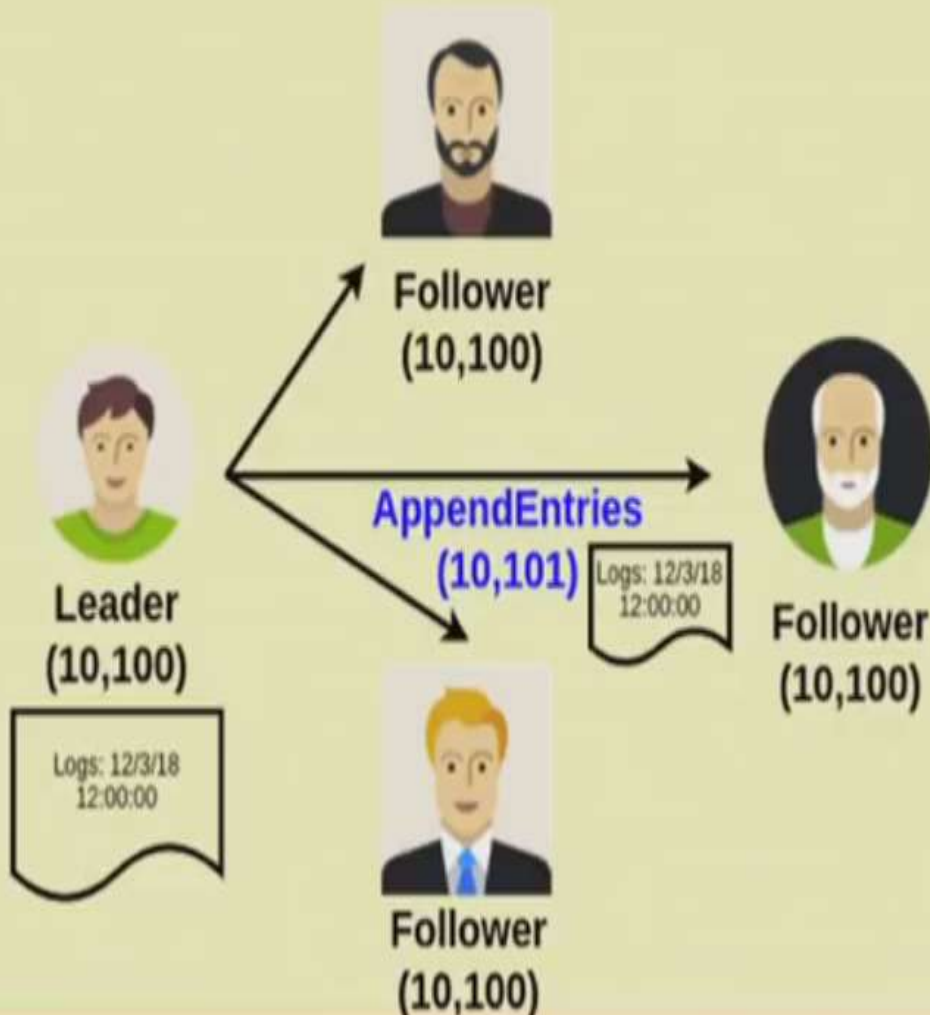 Follower
(10,100)
AppendEntries
(10,101)
Logs: 12/3/18
12:00:00
Leader
(10,100)
Follower
(10,100)
Logs: 12/3/18
12:00:00
Follower
(10,100)